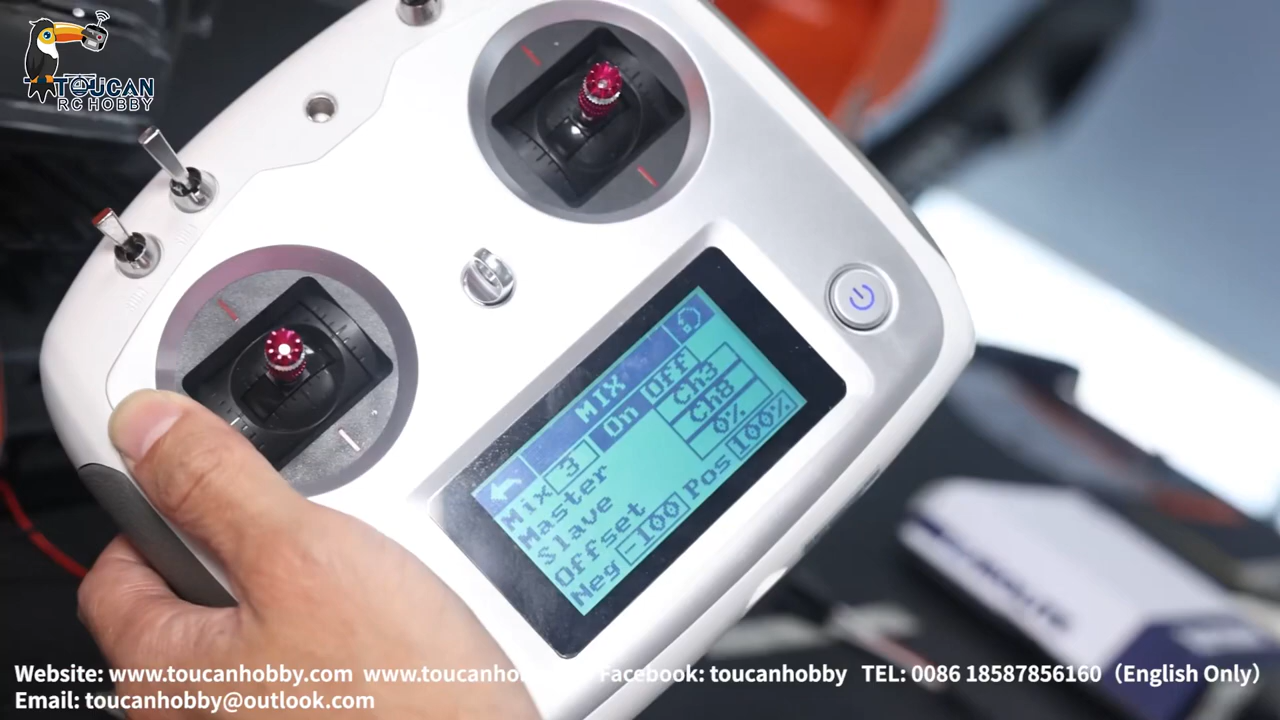 TOUCAN
RC HOBBY
MIX
Mix 3 On Off
Master Ch3
Slave Ch8
Offset 0%
Neg -100 Pos 100%
Website: www.toucanhobby.com www.toucanho Facebook: toucanhobby TEL: 0086 18587856160（English Only）
Email: toucanhobby@outlook.com